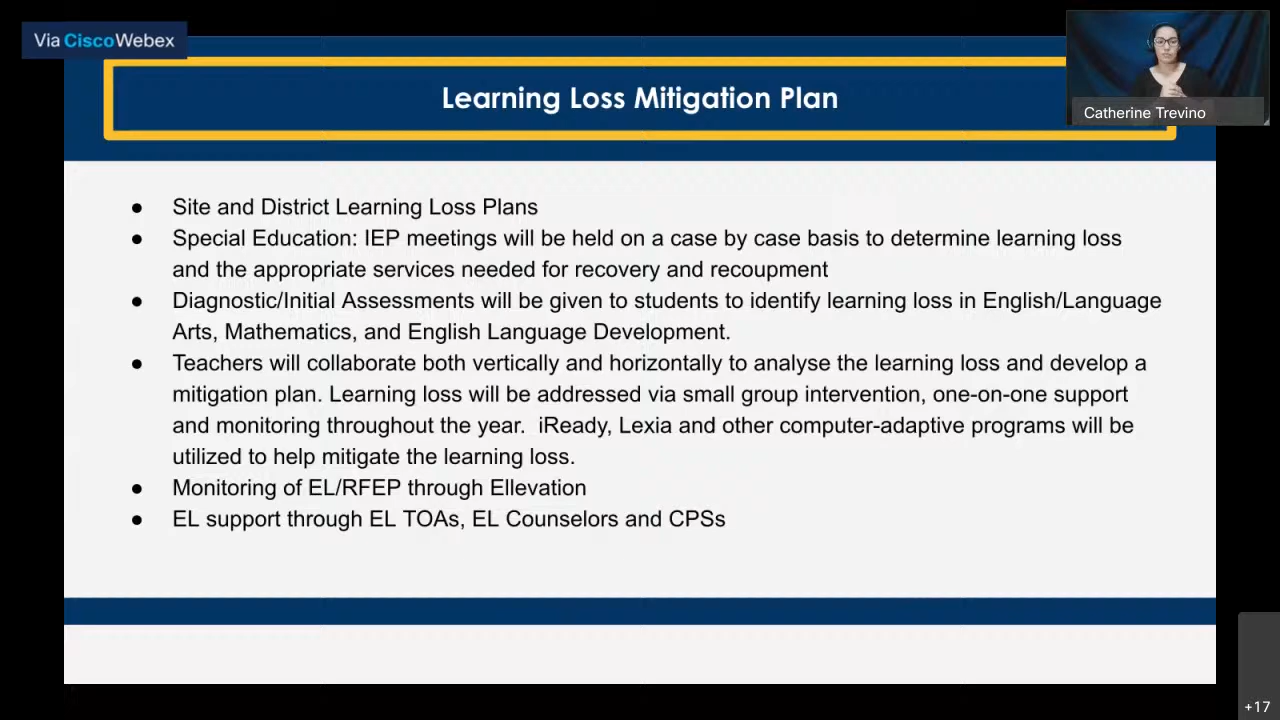 Via Cisco Webex
Learning Loss Mitigation Plan
Catherine Trevino
● Site and District Learning Loss Plans
● Special Education: IEP meetings will be held on a case by case basis to determine learning loss
and the appropriate services needed for recovery and recoupment
● Diagnostic/Initial Assessments will be given to students to identify learning loss in English/Language
Arts, Mathematics, and English Language Development.
● Teachers will collaborate both vertically and horizontally to analyse the learning loss and develop a
mitigation plan. Learning loss will be addressed via small group intervention, one-on-one support
and monitoring throughout the year.  iReady, Lexia and other computer-adaptive programs will be
utilized to help mitigate the learning loss.
● Monitoring of EL/RFEP through Ellevation
● EL support through EL TOAs, EL Counselors and CPSs
+17